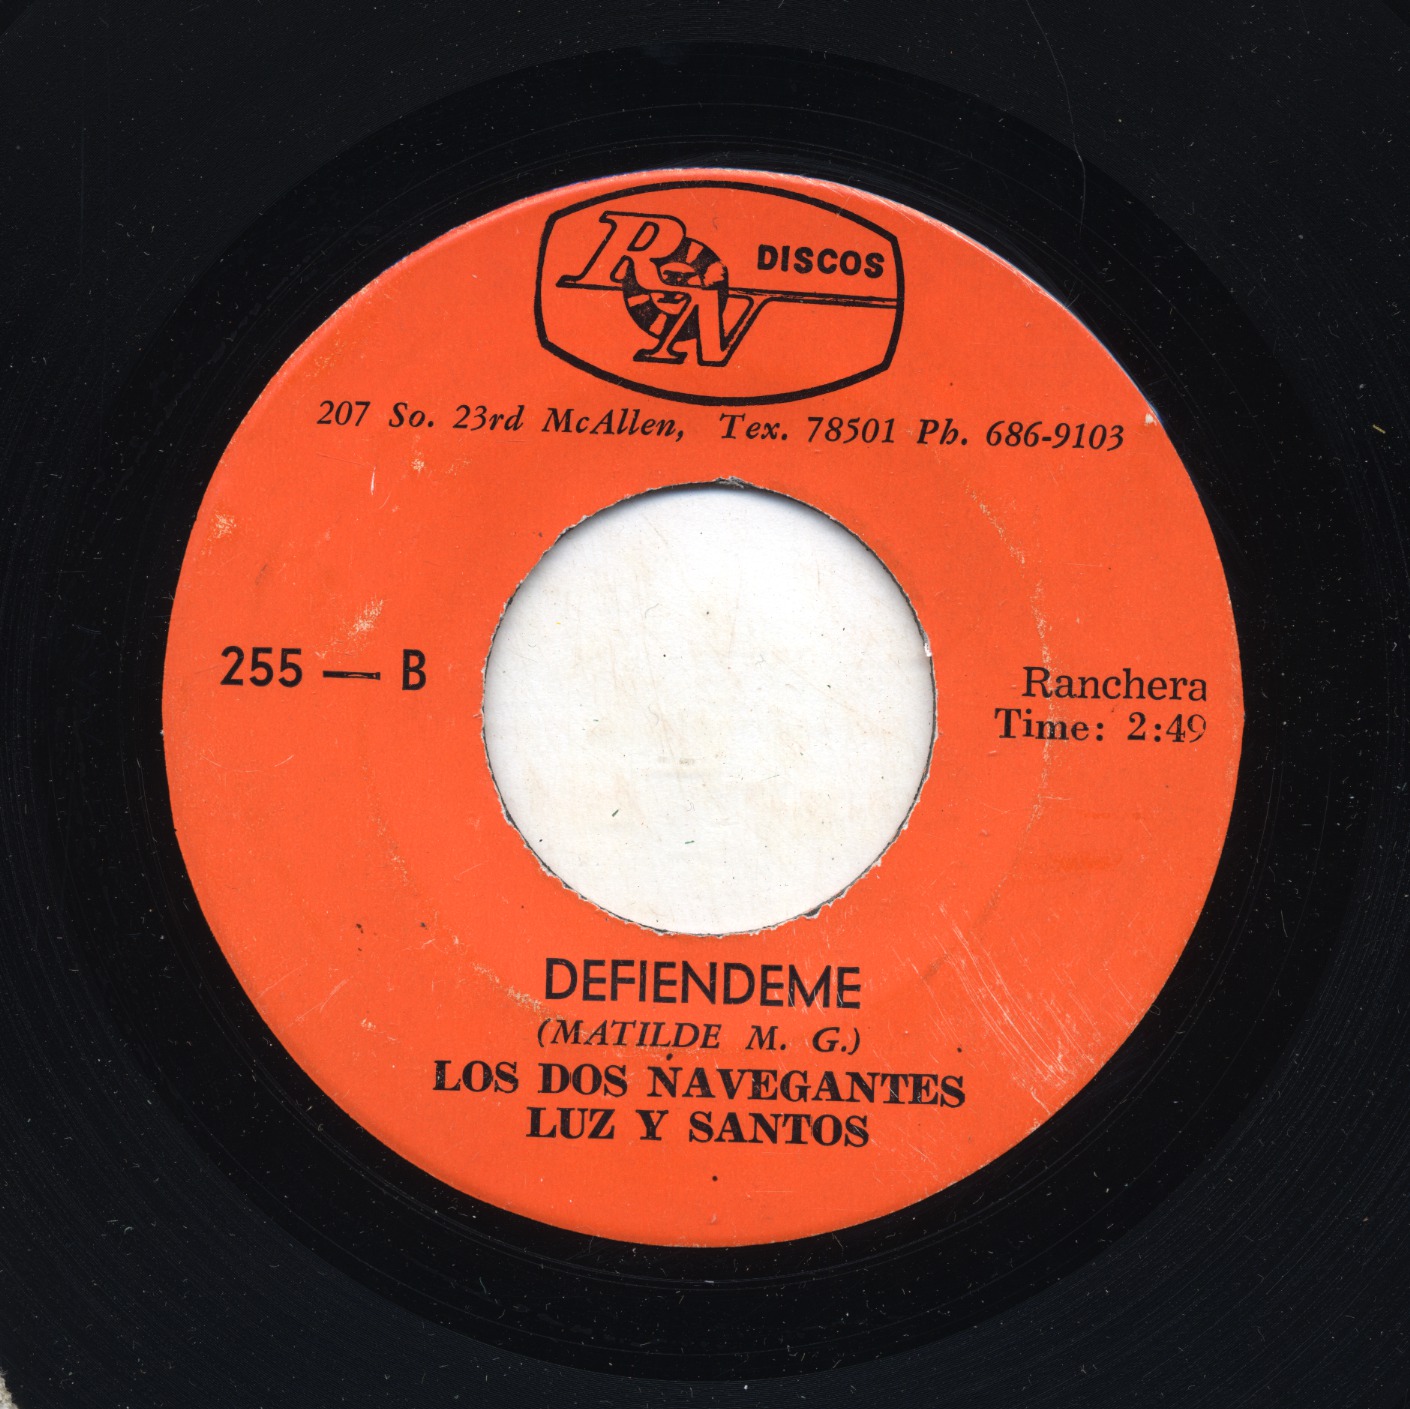 RN DISCOS
207 So. 23rd McAllen, Tex. 78501 Ph. 686-9103
255 — B
Ranchera
Time: 2:49
DEFIENDEME
(MATILDE M. G.)
LOS DOS NAVEGANTES
LUZ Y SANTOS